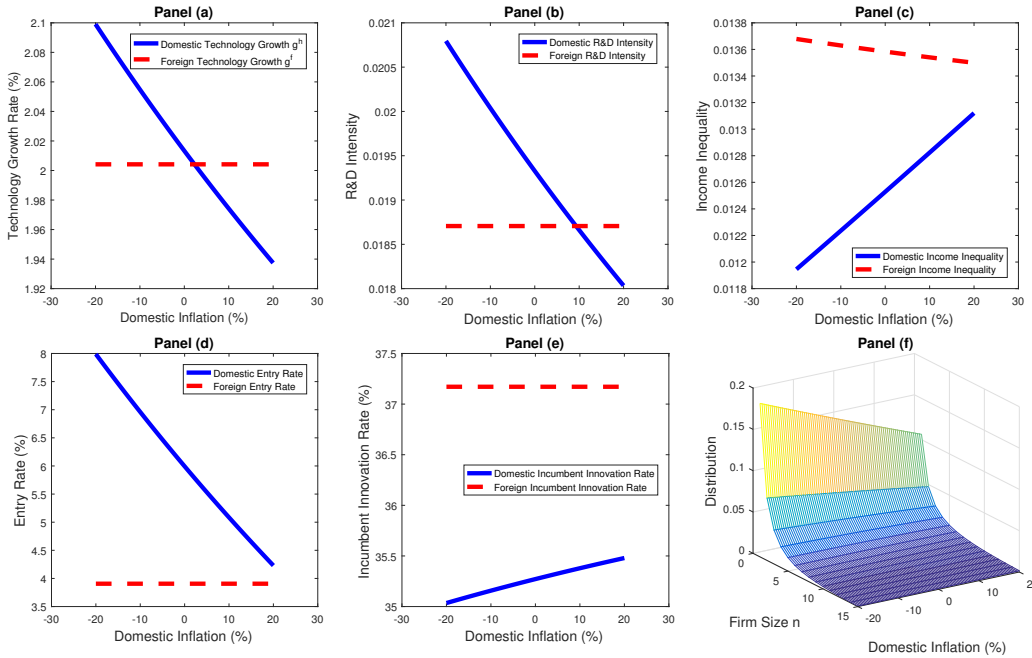 Panel (a)
2.1
2.08
2.06
2.04
2.02
2
1.98
1.96
1.94
1.92
-30 -20 -10 0 10 20 30
Technology Growth Rate (%)
Domestic Inflation (%)
Domestic Technology Growth g^h
Foreign Technology Growth g^f
Panel (b)
0.021
0.0205
0.02
0.0195
0.019
0.0185
0.018
-30 -20 -10 0 10 20 30
R&D Intensity
Domestic Inflation (%)
Domestic R&D Intensity
Foreign R&D Intensity
Panel (c)
0.0138
0.0136
0.0134
0.0132
0.013
0.0128
0.0126
0.0124
0.0122
0.012
0.0118
-30 -20 -10 0 10 20 30
Income Inequality
Domestic Inflation (%)
Domestic Income Inequality
Foreign Income Inequality
Panel (d)
8
7.5
7
6.5
6
5.5
5
4.5
4
3.5
-30 -20 -10 0 10 20 30
Entry Rate (%)
Domestic Inflation (%)
Domestic Entry Rate
Foreign Entry Rate
Panel (e)
37.5
37
36.5
36
35.5
35
-30 -20 -10 0 10 20 30
Incumbent Innovation Rate (%)
Domestic Inflation (%)
Domestic Incumbent Innovation Rate
Foreign Incumbent Innovation Rate
Panel (f)
0.2
0.15
0.1
0.05
0
Distribution
0
5
10
15
Firm Size n
-20
-10
0
10
Domestic Inflation (%)